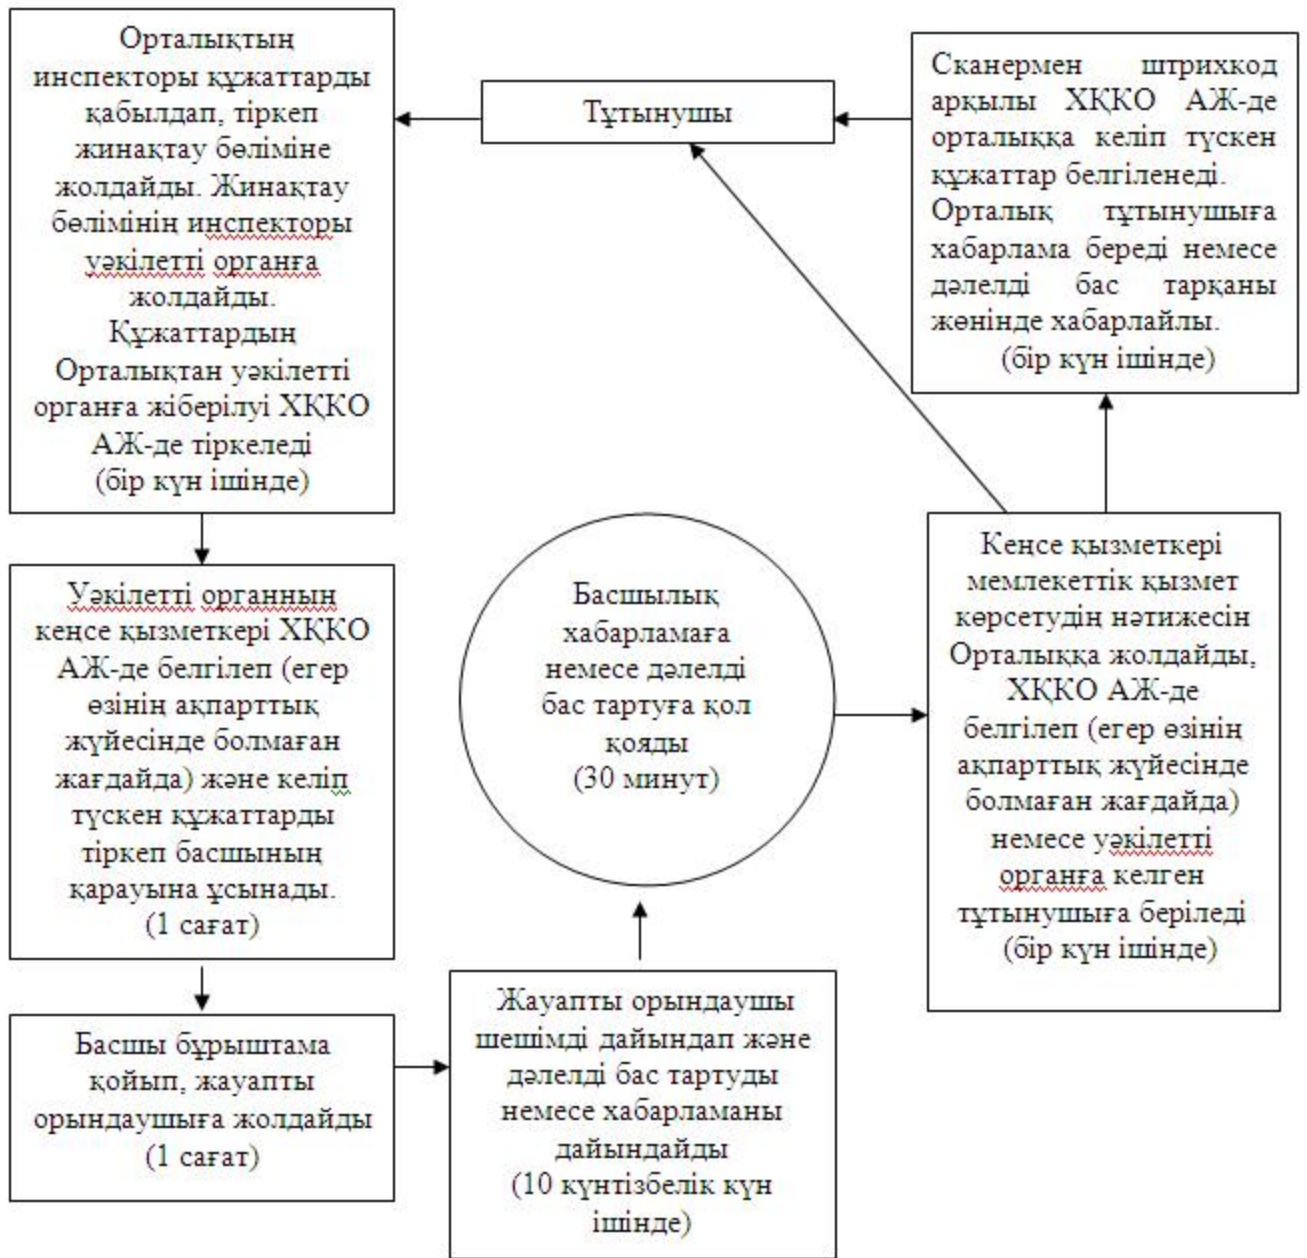 Орталықтың
инспекторы құжаттарды
қабылдап, тіркеп
жинақтау бөліміне
жолдайды. Жинақтау
бөлімінің инспекторы
уәкілетті органға
жолдайды.
Құжаттардың
Орталықтан уәкілетті
органға жіберілуі ХҚКО
АЖ-де тіркеледі
(бір күн ішінде)
Тұтынушы
Сканермен штрихкод
арқылы ХҚКО АЖ-де
орталыққа келіп түскен
құжаттар белгіленеді.
Орталық тұтынушыға
хабарлама береді немесе
дәлелді бас тарқаны
жөнінде хабарлайлы.
(бір күн ішінде)
Уәкілетті органның
кеңсе қызметкері ХҚКО
АЖ-де белгілеп (егер
өзінің ақпарттық
жүйесінде болмаған
жағдайда) және келіп
түскен құжаттарды
тіркеп басшының
қарауына ұсынады.
(1 сағат)
Басшы бұрыштама
қойып, жауапты
орындаушыға жолдайды
(1 сағат)
Жауапты орындаушы
шешімді дайындап және
дәлелді бас тартуды
немесе хабарламаны
дайындайды
(10 күнтізбелік күн
ішінде)
Басшылық
хабарламаға
немесе дәлелді
бас тартуға қол
қояды
(30 минут)
Кеңсе қызметкері
мемлекеттік қызмет
көрсетудің нәтижесін
Орталыққа жолдайды,
ХҚКО АЖ-де
белгілеп (егер өзінің
ақпарттық жүйесінде
болмаған жағдайда)
немесе уәкілетті
органға келген
тұтынушыға беріледі
(бір күн ішінде)